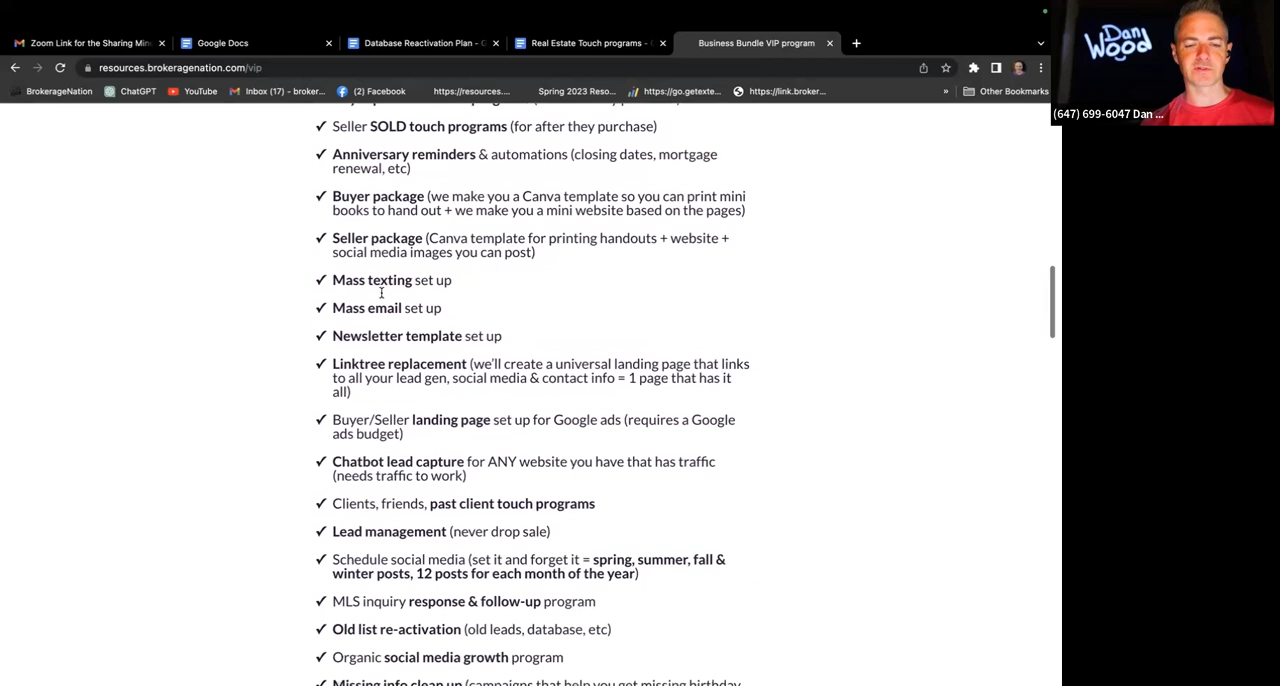 Zoom Link for the Sharing Min
Google Docs
Database Reactivation Plan - G
Real Estate Touch programs - G
Business Bundle VIP program
resources.brokeragenation.com/vip
BrokerageNation
ChatGPT
YouTube
Inbox (17) - broker...
(2) Facebook
https://resources....
Spring 2023 Reso...
https://go.getexte...
https://link.broker...
»
Other Bookmarks
Dan Wood
(647) 699-6047 Dan ...
✓ Seller SOLD touch programs (for after they purchase)
✓ Anniversary reminders & automations (closing dates, mortgage
renewal, etc)
✓ Buyer package (we make you a Canva template so you can print mini
books to hand out + we make you a mini website based on the pages)
✓ Seller package (Canva template for printing handouts + website +
social media images you can post)
✓ Mass texting set up
✓ Mass email set up
✓ Newsletter template set up
✓ Linktree replacement (we'll create a universal landing page that links
to all your lead gen, social media & contact info = 1 page that has it
all)
✓ Buyer/Seller landing page set up for Google ads (requires a Google
ads budget)
✓ Chatbot lead capture for ANY website you have that has traffic
(needs traffic to work)
✓ Clients, friends, past client touch programs
✓ Lead management (never drop sale)
✓ Schedule social media (set it and forget it = spring, summer, fall &
winter posts, 12 posts for each month of the year)
✓ MLS inquiry response & follow-up program
✓ Old list re-activation (old leads, database, etc)
✓ Organic social media growth program
Missing info clean up (campaigns that help you get missing birthday,